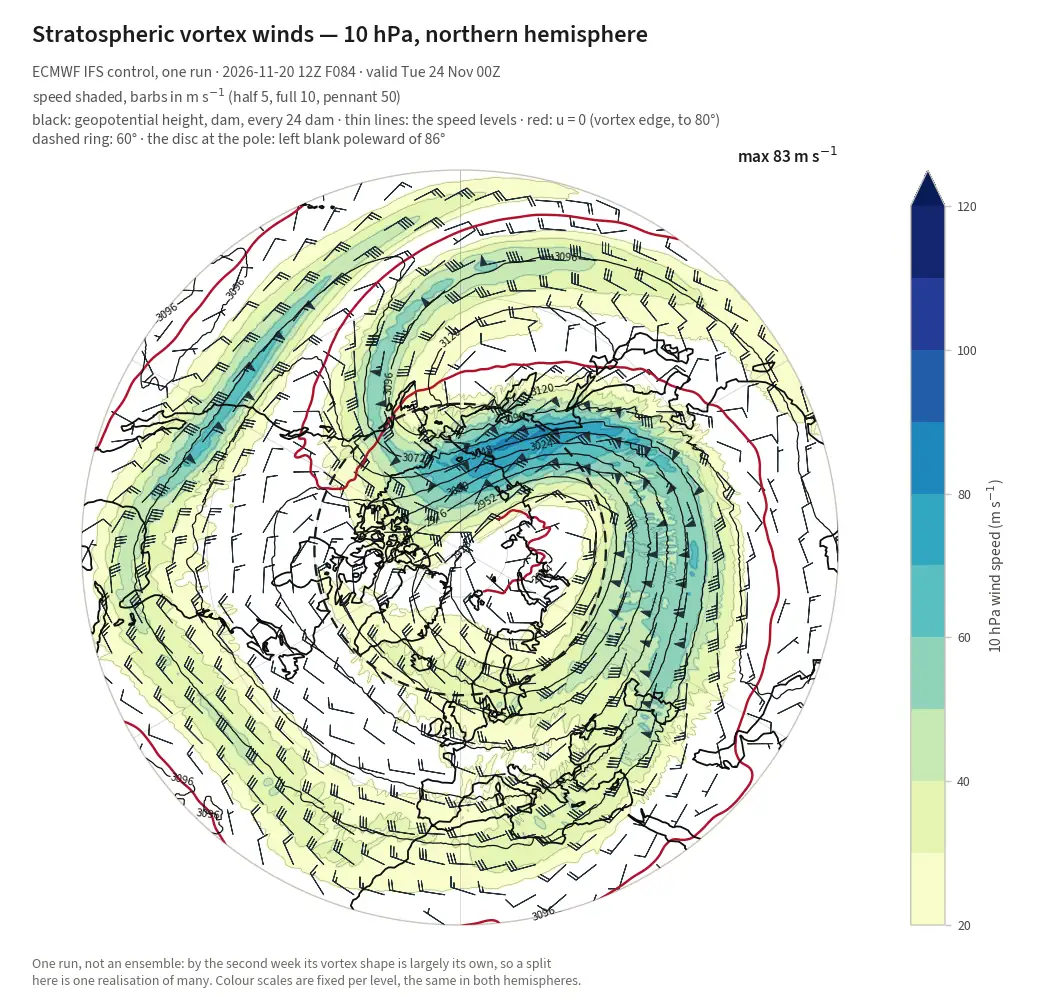 Stratospheric vortex winds — 10 hPa, northern hemisphere
ECMWF IFS control, one run · 2026-11-20 12Z F084 · valid Tue 24 Nov 00Z
speed shaded, barbs in m s⁻¹ (half 5, full 10, pennant 50)
black: geopotential height, dam, every 24 dam · thin lines: the speed levels · red: u = 0 (vortex edge, to 80°)
dashed ring: 60° · the disc at the pole: left blank poleward of 86°
max 83 m s⁻¹
120
100
80
60
40
20
10 hPa wind speed (m s⁻¹)
3096
3096
3096
3120
3096
3120
3024
3072
2952
3096
3096
3096
One run, not an ensemble: by the second week its vortex shape is largely its own, so a split
here is one realisation of many. Colour scales are fixed per level, the same in both hemispheres.